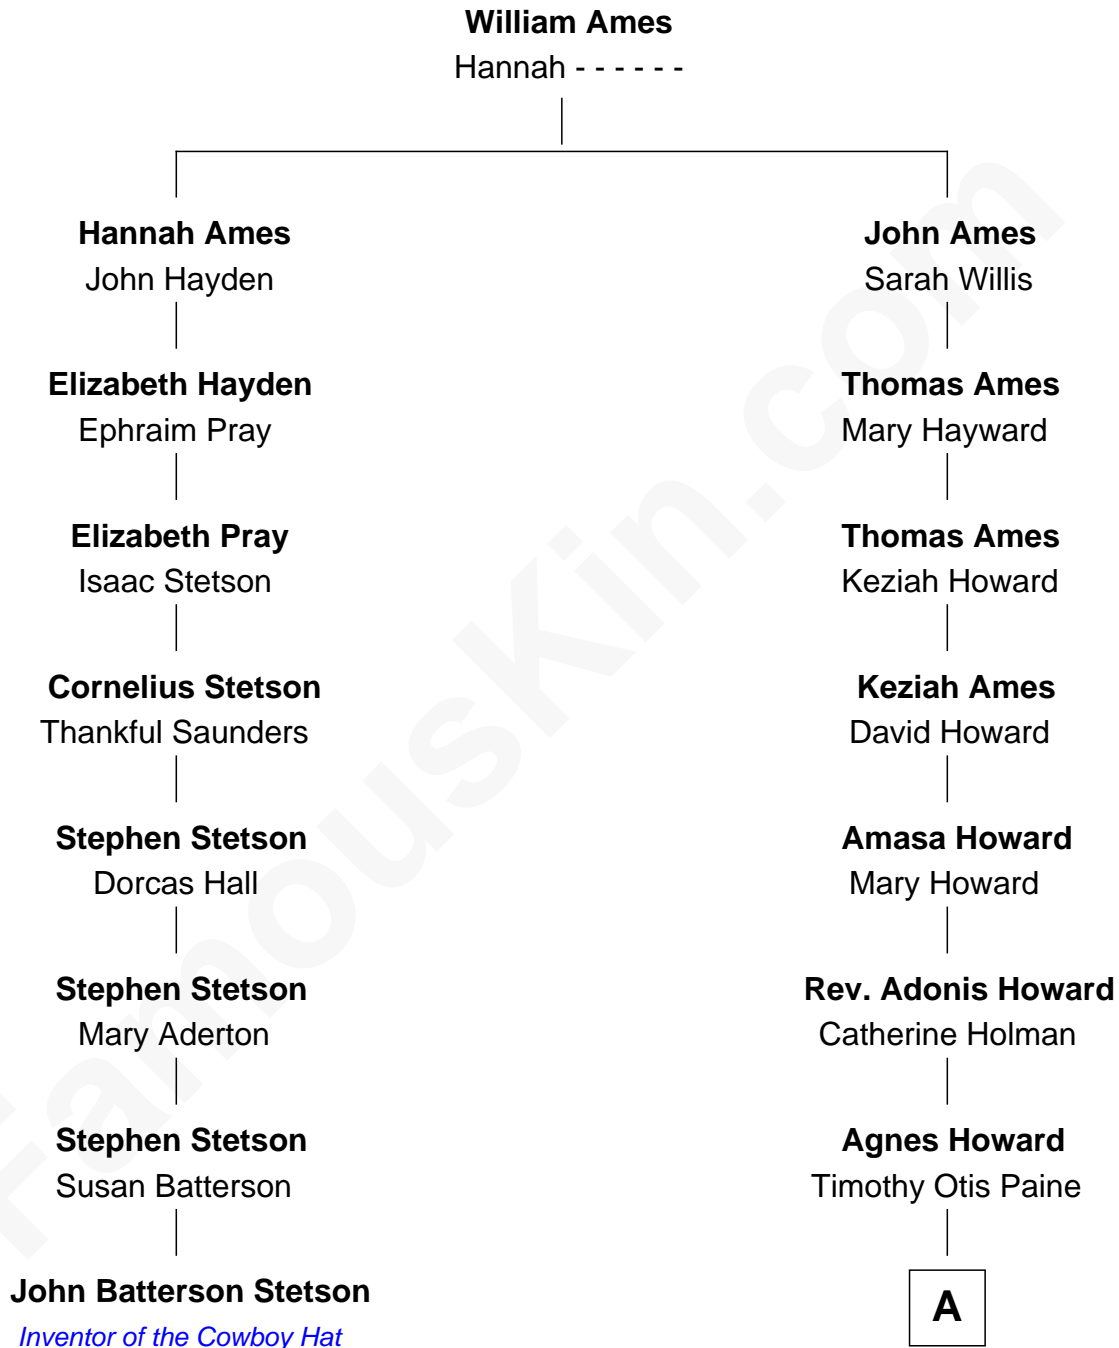 William Ames
Hannah - - - - - -
Hannah Ames
John Hayden
John Ames
Sarah Willis
Elizabeth Hayden
Ephraim Pray
Thomas Ames
Mary Hayward
Elizabeth Pray
Isaac Stetson
Thomas Ames
Keziah Howard
Cornelius Stetson
Thankful Saunders
Keziah Ames
David Howard
Stephen Stetson
Dorcas Hall
Amasa Howard
Mary Howard
Stephen Stetson
Mary Aderton
Rev. Adonis Howard
Catherine Holman
Stephen Stetson
Susan Batterson
Agnes Howard
Timothy Otis Paine
John Batterson Stetson
Inventor of the Cowboy Hat
A
FamousKin.com